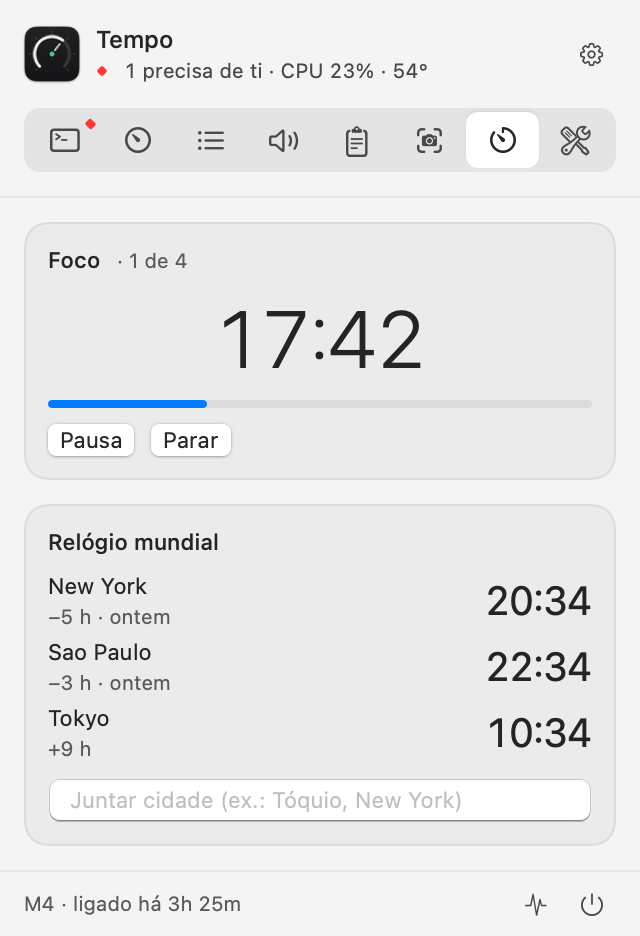 Tempo
1 precisa de ti · CPU 23% · 54°
Foco · 1 de 4
17:42
Pausa Parar
Relógio mundial
New York
–5 h · ontem
20:34
Sao Paulo
–3 h · ontem
22:34
Tokyo
+9 h
10:34
Juntar cidade (ex.: Tóquio, New York)
M4 · ligado há 3h 25m